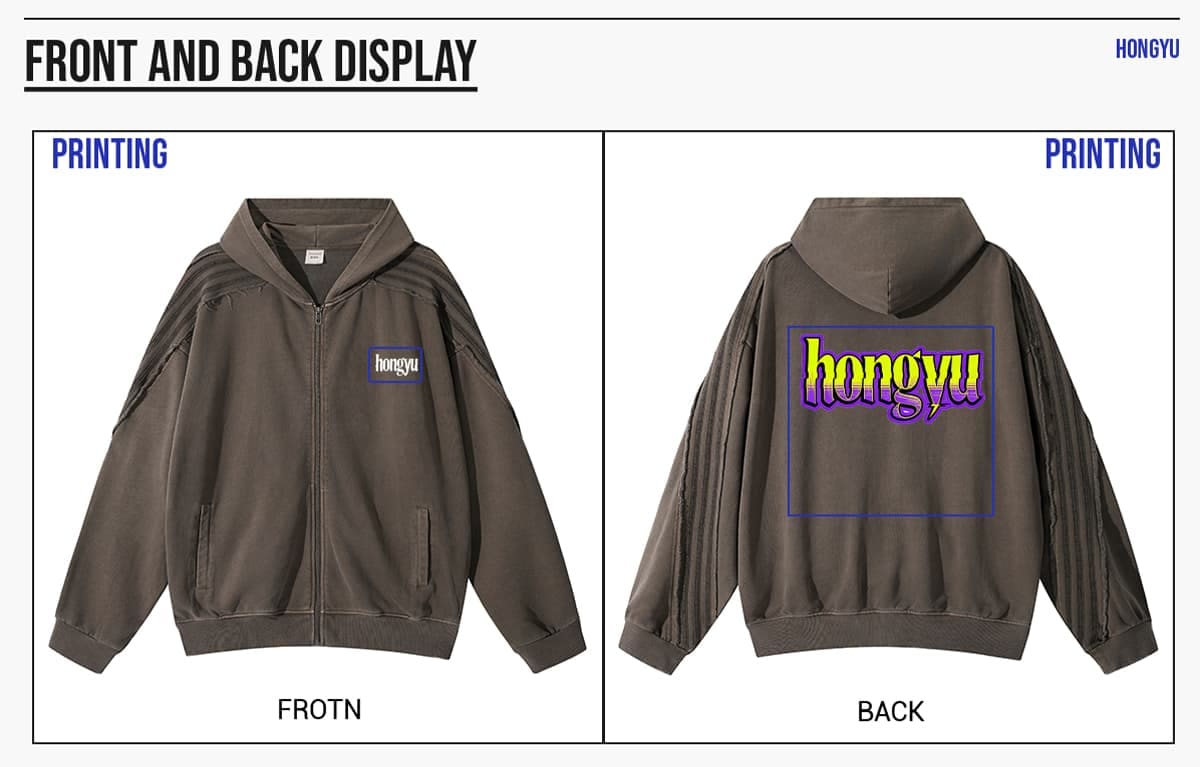 FRONT AND BACK DISPLAY
HONGYU
PRINTING
PRINTING
hongyu
hongyu
FROTN
BACK